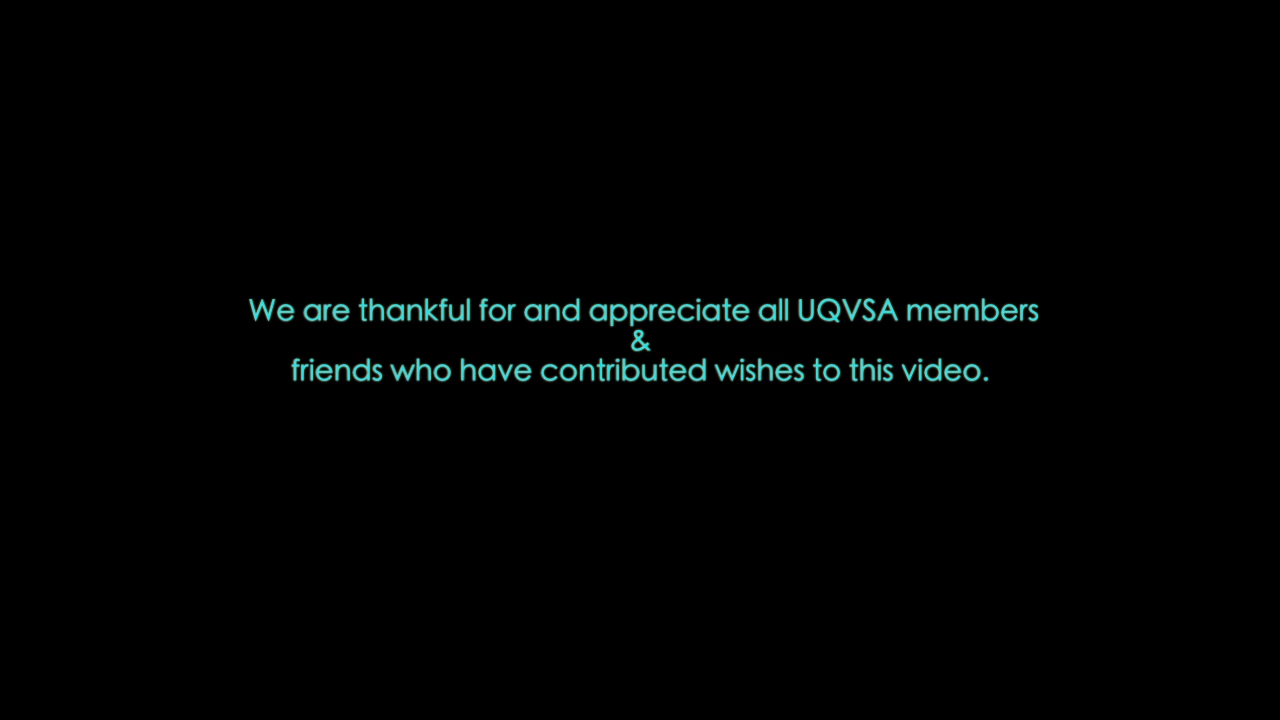 We are thankful for and appreciate all UQVSA members
&
friends who have contributed wishes to this video.